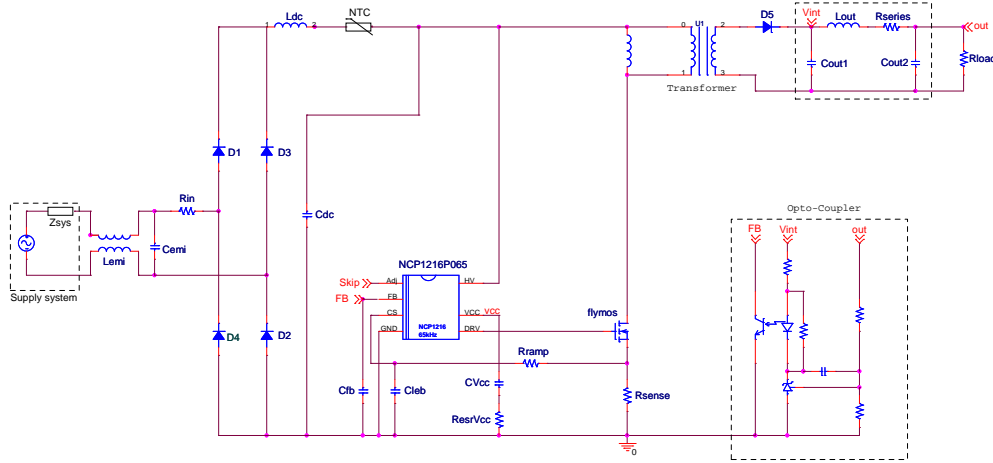 Ldc
1
2
NTC
0
U1
2
1
3
Transformer
D5
Vint
Lout
Rseries
out
Cout1
Cout2
Rload
D1
D3
Rin
Zsys
Cemi
Lemi
Supply system
Cdc
Opto-Coupler
FB
Vint
out
NCP1216P065
Skip
Adj
HV
FB
FB
CS
VCC
VCC
GND
DRV
NCP1216
65kHz
flymos
D4
D2
Rramp
Cfb
Cleb
CVcc
Rsense
ResrVcc
0